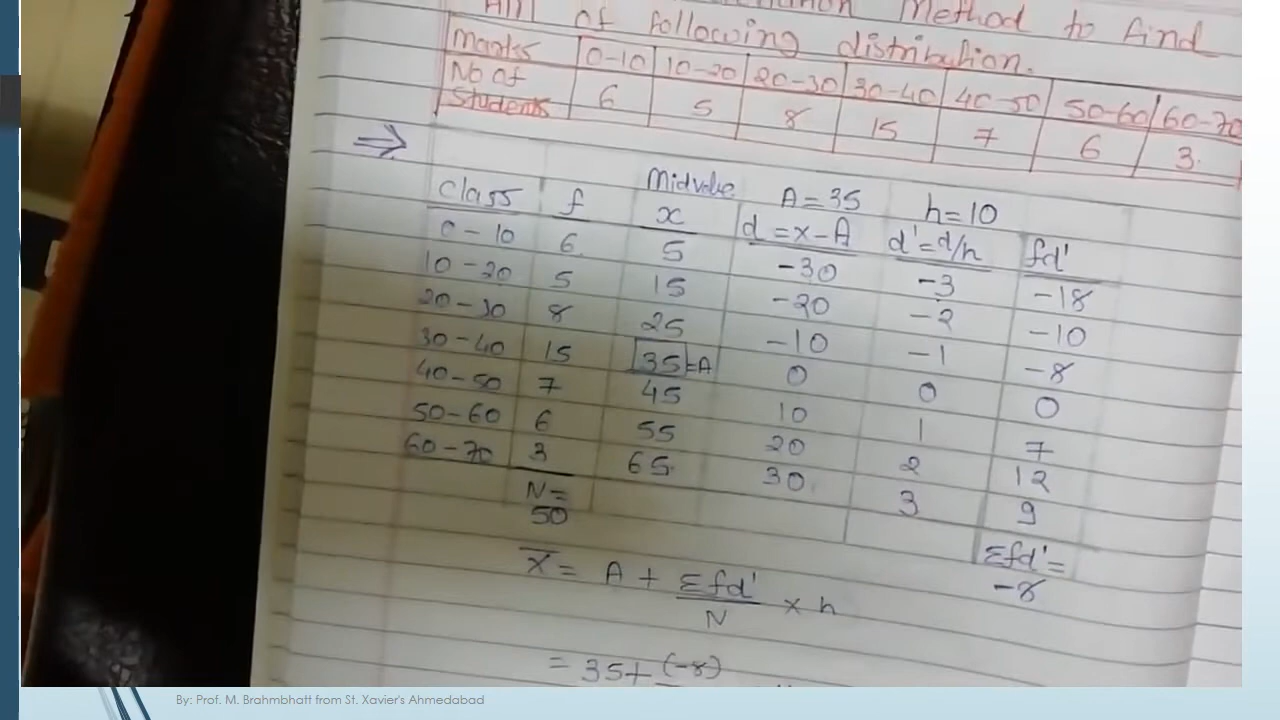 Method to find
AM of following distribution.
Marks 0-10 10-20 20-30 30-40 40-50 50-60 60-70
No of Students 6 5 8 15 7 6 3.
⇒
Midvalue A = 35 h = 10
class f x d = x - A d' = d/h fd'
0 - 10 6 5 -30 -3 -18
10 - 20 5 15 -20 -2 -10
20 - 30 8 25 -10 -1 -8
30 - 40 15 35 = A 0 0 0
40 - 50 7 45 10 1 7
50 - 60 6 55 20 2 12
60 - 70 3 65 30 3 9
N = 50 Σfd' = -8
x̄ = A + Σfd' / N × h
= 35 + (-8)
By: Prof. M. Brahmbhatt from St. Xavier's Ahmedabad